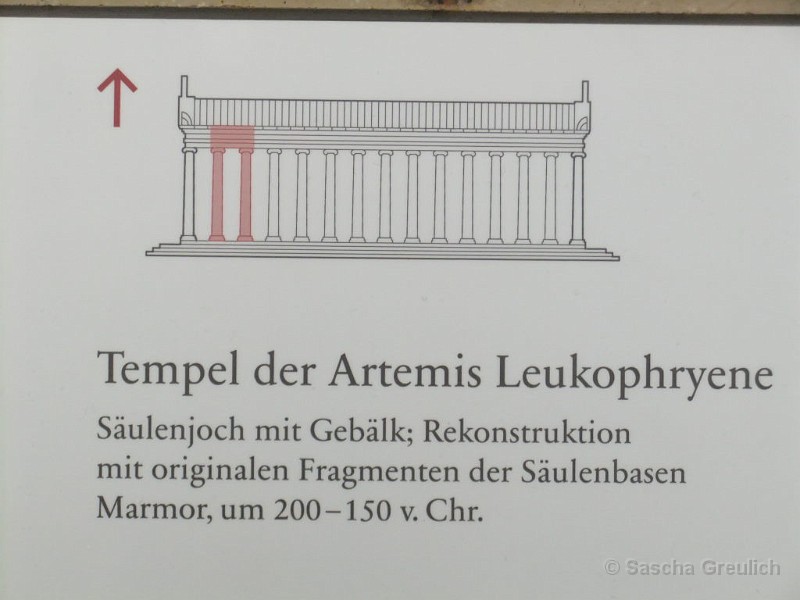 Tempel der Artemis Leukophryene
Säulenjoch mit Gebälk; Rekonstruktion
mit originalen Fragmenten der Säulenbasen
Marmor, um 200–150 v. Chr.
© Sascha Greulich